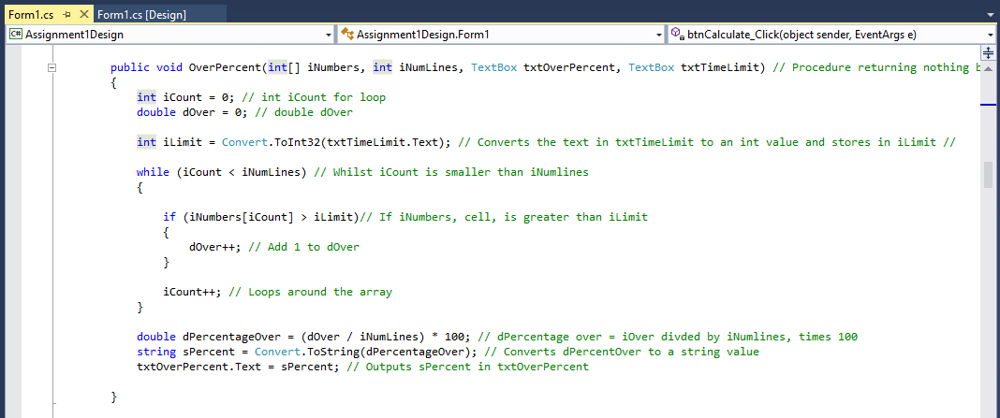 Form1.cs Form1.cs [Design]
C# Assignment1Design Assignment1Design.Form1 btnCalculate_Click(object sender, EventArgs e)
public void OverPercent(int[] iNumbers, int iNumLines, TextBox txtOverPercent, TextBox txtTimeLimit) // Procedure returning nothing b
{
int iCount = 0; // int iCount for loop
double dOver = 0; // double dOver
int iLimit = Convert.ToInt32(txtTimeLimit.Text); // Converts the text in txtTimeLimit to an int value and stores in iLimit //
while (iCount < iNumLines) // Whilst iCount is smaller than iNumlines
{
if (iNumbers[iCount] > iLimit)// If iNumbers, cell, is greater than iLimit
{
dOver++; // Add 1 to dOver
}
iCount++; // Loops around the array
}
double dPercentageOver = (dOver / iNumLines) * 100; // dPercentage over = iOver divded by iNumlines, times 100
string sPercent = Convert.ToString(dPercentageOver); // Converts dPercentOver to a string value
txtOverPercent.Text = sPercent; // Outputs sPercent in txtOverPercent
}